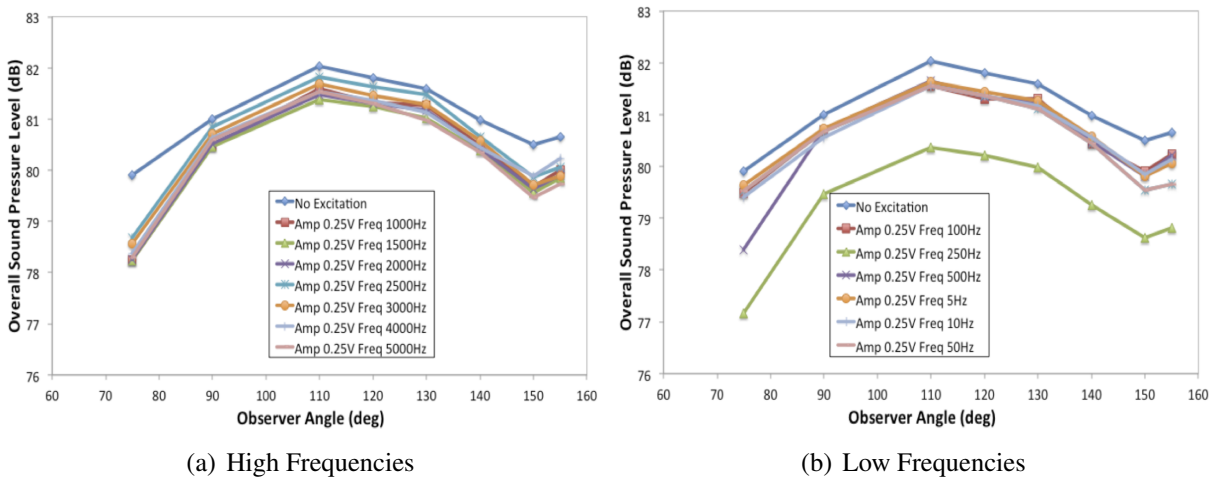 83
82
81
80
79
78
77
76
Overall Sound Pressure Level (dB)
No Excitation
Amp 0.25V Freq 1000Hz
Amp 0.25V Freq 1500Hz
Amp 0.25V Freq 2000Hz
Amp 0.25V Freq 2500Hz
Amp 0.25V Freq 3000Hz
Amp 0.25V Freq 4000Hz
Amp 0.25V Freq 5000Hz
60 70 80 90 100 110 120 130 140 150 160
Observer Angle (deg)
(a) High Frequencies
83
82
81
80
79
78
77
76
Overall Sound Pressure Level (dB)
No Excitation
Amp 0.25V Freq 100Hz
Amp 0.25V Freq 250Hz
Amp 0.25V Freq 500Hz
Amp 0.25V Freq 5Hz
Amp 0.25V Freq 10Hz
Amp 0.25V Freq 50Hz
60 70 80 90 100 110 120 130 140 150 160
Observer Angle (deg)
(b) Low Frequencies